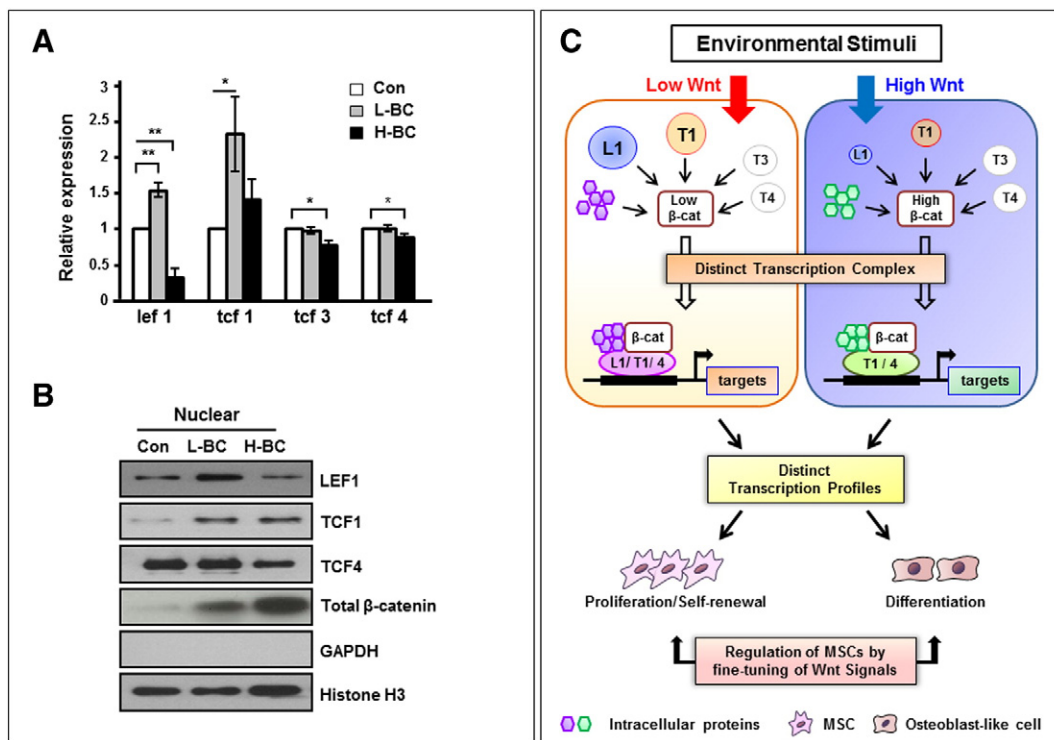 A
Relative expression
3
2.5
2
1.5
1
0.5
0
*
**
**
*
*
Con
L-BC
H-BC
lef 1
tcf 1
tcf 3
tcf 4
B
Nuclear
Con
L-BC
H-BC
LEF1
TCF1
TCF4
Total β-catenin
GAPDH
Histone H3
C
Environmental Stimuli
Low Wnt
High Wnt
L1
T1
T3
T4
Low
β-cat
L1
T1
T3
T4
High
β-cat
Distinct Transcription Complex
β-cat
L1/ T1/ 4
targets
β-cat
T1 / 4
targets
Distinct
Transcription Profiles
Proliferation/Self-renewal
Differentiation
Regulation of MSCs by
fine-tuning of Wnt Signals
Intracellular proteins
MSC
Osteoblast-like cell